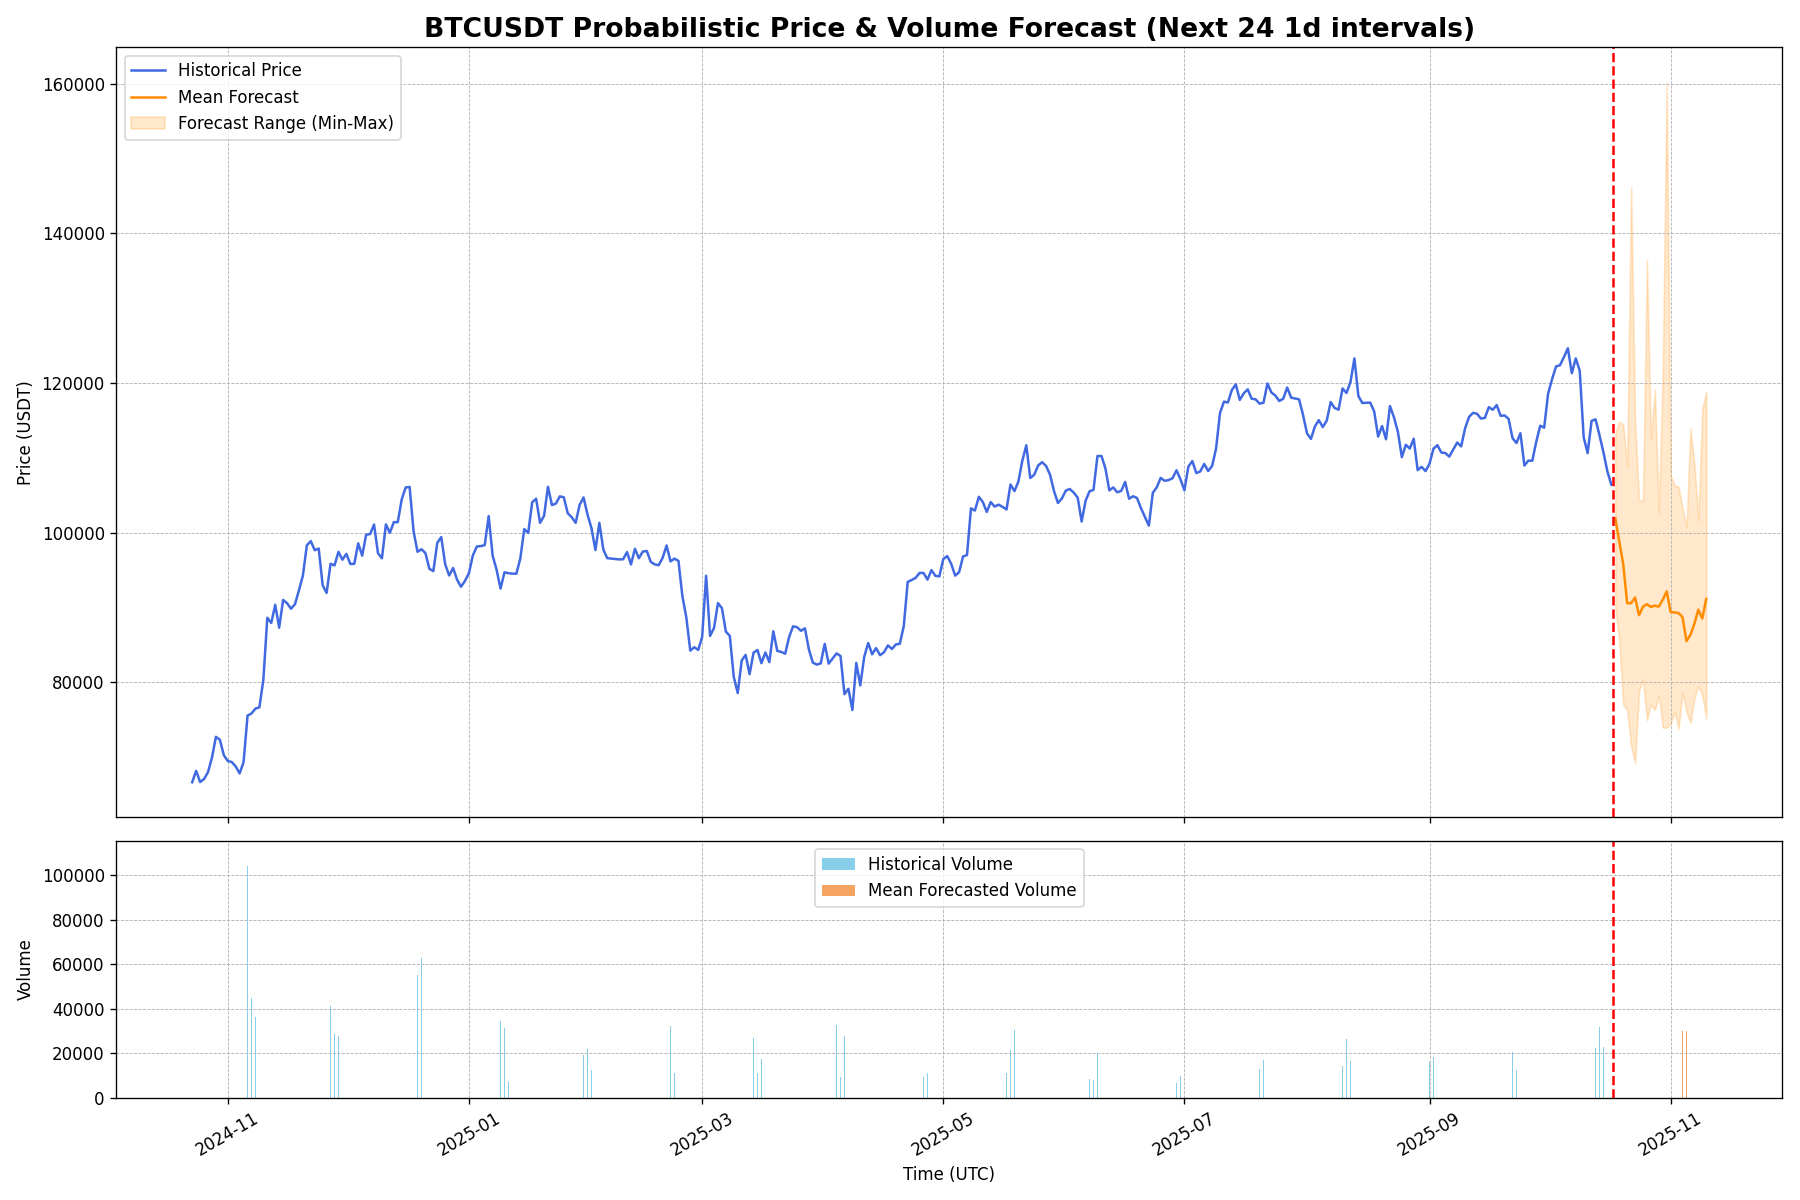 BTCUSDT Probabilistic Price & Volume Forecast (Next 24 1d intervals)
Historical Price
Mean Forecast
Forecast Range (Min-Max)
Price (USDT)
160000
140000
120000
100000
80000
Historical Volume
Mean Forecasted Volume
Volume
100000
80000
60000
40000
20000
0
2024-11
2025-01
2025-03
2025-05
2025-07
2025-09
2025-11
Time (UTC)